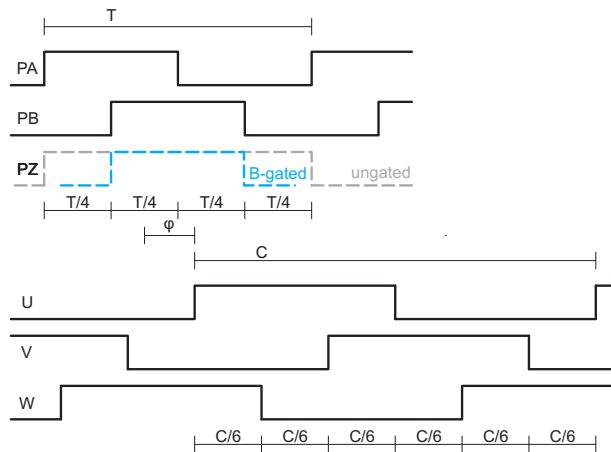 T
PA
PB
PZ B-gated ungated
T/4 T/4 T/4 T/4
φ
C
U
V
W
C/6 C/6 C/6 C/6 C/6 C/6